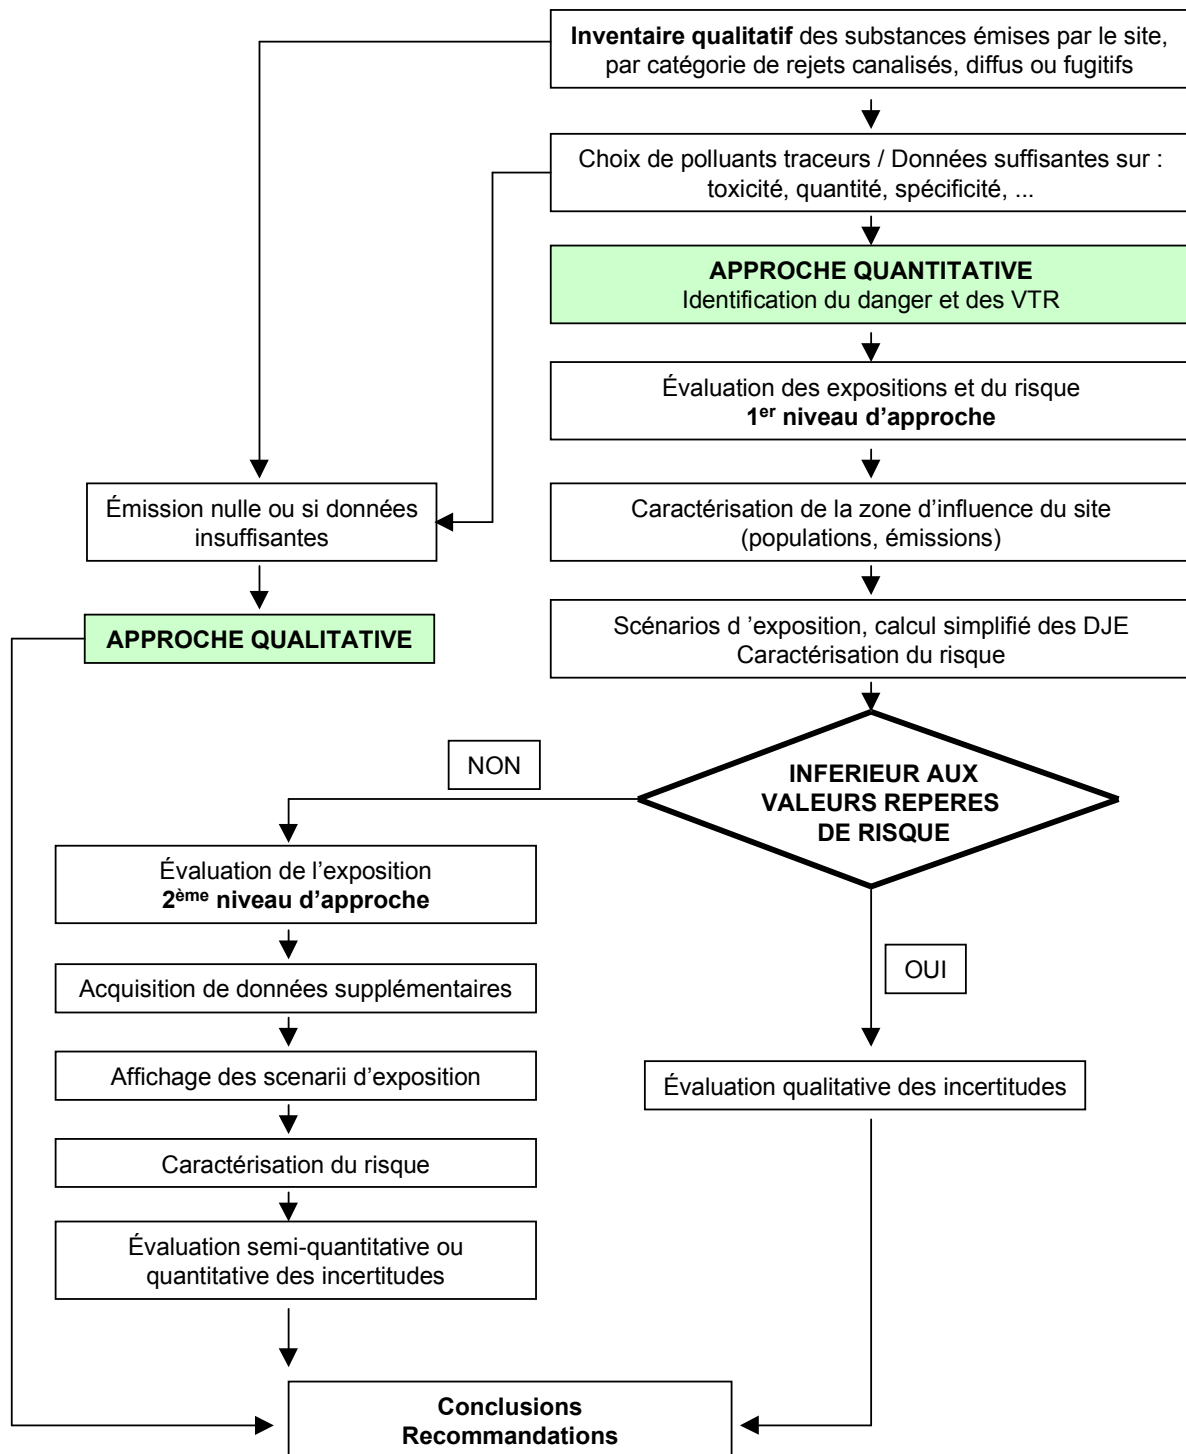 Inventaire qualitatif des substances émises par le site,
par catégorie de rejets canalisés, diffus ou fugitifs
Choix de polluants traceurs / Données suffisantes sur :
toxicité, quantité, spécificité, ...
APPROCHE QUANTITATIVE
Identification du danger et des VTR
Évaluation des expositions et du risque
1er niveau d’approche
Émission nulle ou si données
insuffisantes
Caractérisation de la zone d’influence du site
(populations, émissions)
APPROCHE QUALITATIVE
Scénarios d ’exposition, calcul simplifié des DJE
Caractérisation du risque
NON
INFERIEUR AUX
VALEURS REPERES
DE RISQUE
Évaluation de l’exposition
2ème niveau d’approche
OUI
Acquisition de données supplémentaires
Affichage des scenarii d’exposition
Évaluation qualitative des incertitudes
Caractérisation du risque
Évaluation semi-quantitative ou
quantitative des incertitudes
Conclusions
Recommandations